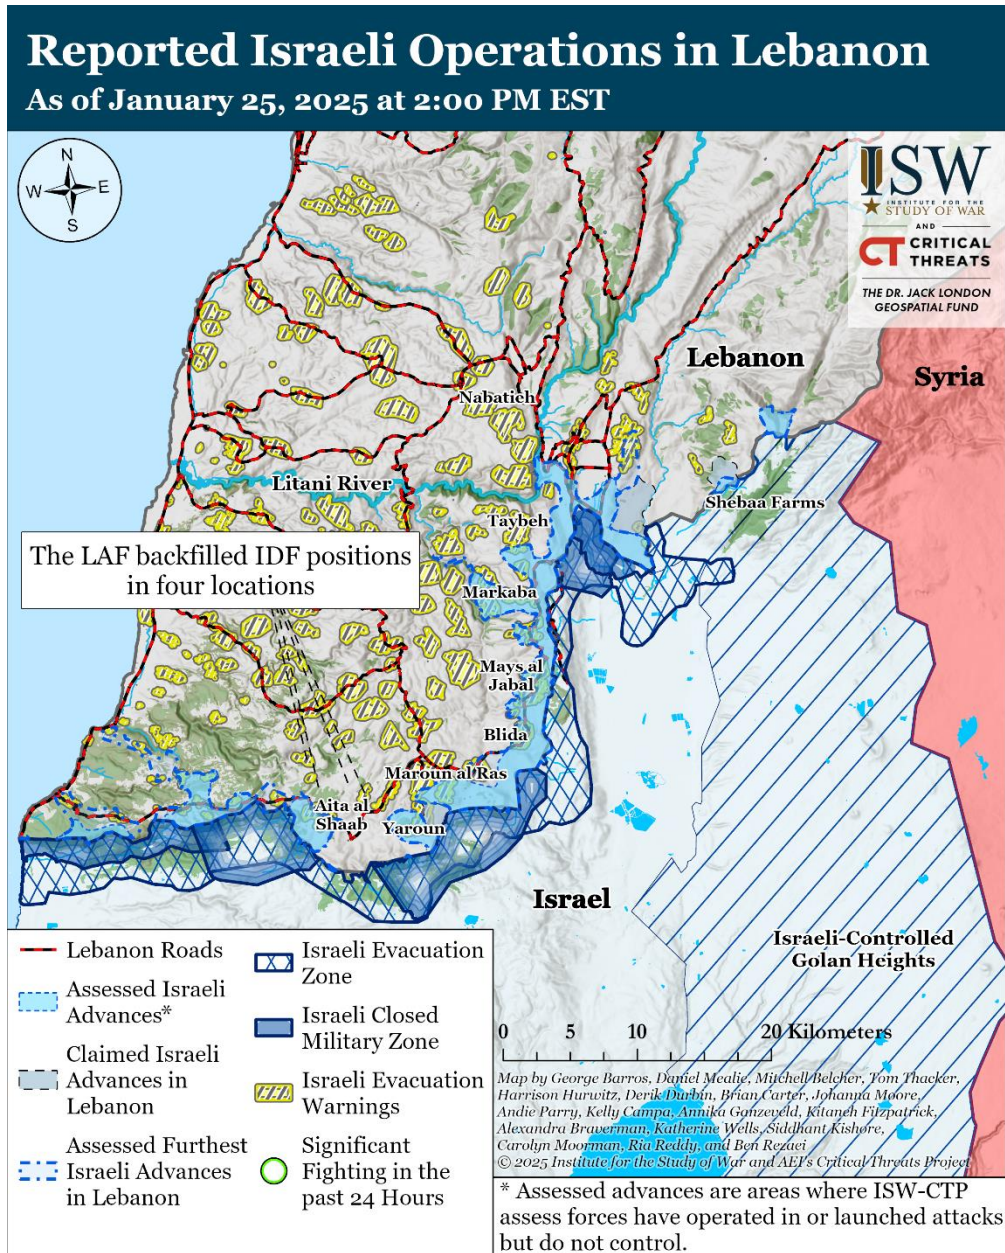 Reported Israeli Operations in Lebanon
As of January 25, 2025 at 2:00 PM EST
N
W
E
S
ISW
INSTITUTE FOR THE
STUDY OF WAR
AND
CT CRITICAL
THREATS
THE DR. JACK LONDON
GEOSPATIAL FUND
Lebanon
Syria
Nabatieh
Litani River
Shebaa Farms
Taybeh
The LAF backfilled IDF positions
in four locations
Markaba
Mays al
Jabal
Blida
Maroun al Ras
Aita al
Shaab
Yaroun
Israel
Israeli-Controlled
Golan Heights
Lebanon Roads
Assessed Israeli
Advances*
Claimed Israeli
Advances in
Lebanon
Assessed Furthest
Israeli Advances
in Lebanon
Israeli Evacuation
Zone
Israeli Closed
Military Zone
Israeli Evacuation
Warnings
Significant
Fighting in the
past 24 Hours
0 5 10 20 Kilometers
Map by George Barros, Daniel Mealie, Mitchell Belcher, Tom Thacker,
Harrison Hurwitz, Derik Durbin, Brian Carter, Johanna Moore,
Andie Parry, Kelly Campa, Annika Ganzeveld, Kitaneh Fitzpatrick,
Alexandra Braverman, Katherine Wells, Siddhant Kishore,
Carolyn Moorman, Ria Reddy, and Ben Rezaei
© 2025 Institute for the Study of War and AEI's Critical Threats Project
* Assessed advances are areas where ISW-CTP
assess forces have operated in or launched attacks
but do not control.